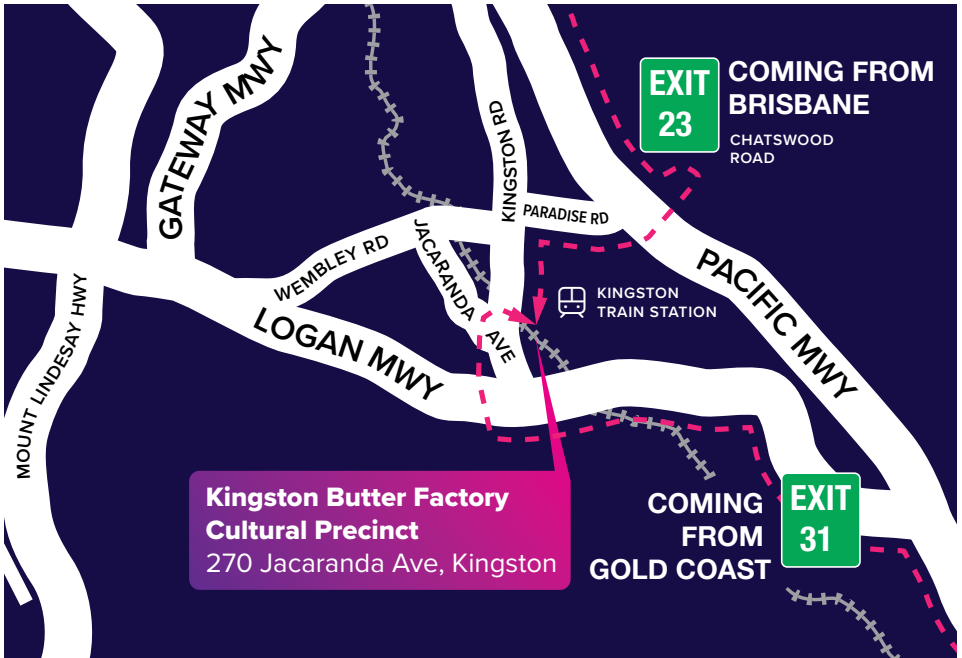 GATEWAY MWY
KINGSTON RD
EXIT
23
COMING FROM
BRISBANE
CHATSWOOD
ROAD
PARADISE RD
WEMBLEY RD
JACARANDA AVE
KINGSTON
TRAIN STATION
PACIFIC MWY
MOUNT LINDESAY HWY
LOGAN MWY
Kingston Butter Factory
Cultural Precinct
270 Jacaranda Ave, Kingston
COMING
FROM
GOLD COAST
EXIT
31